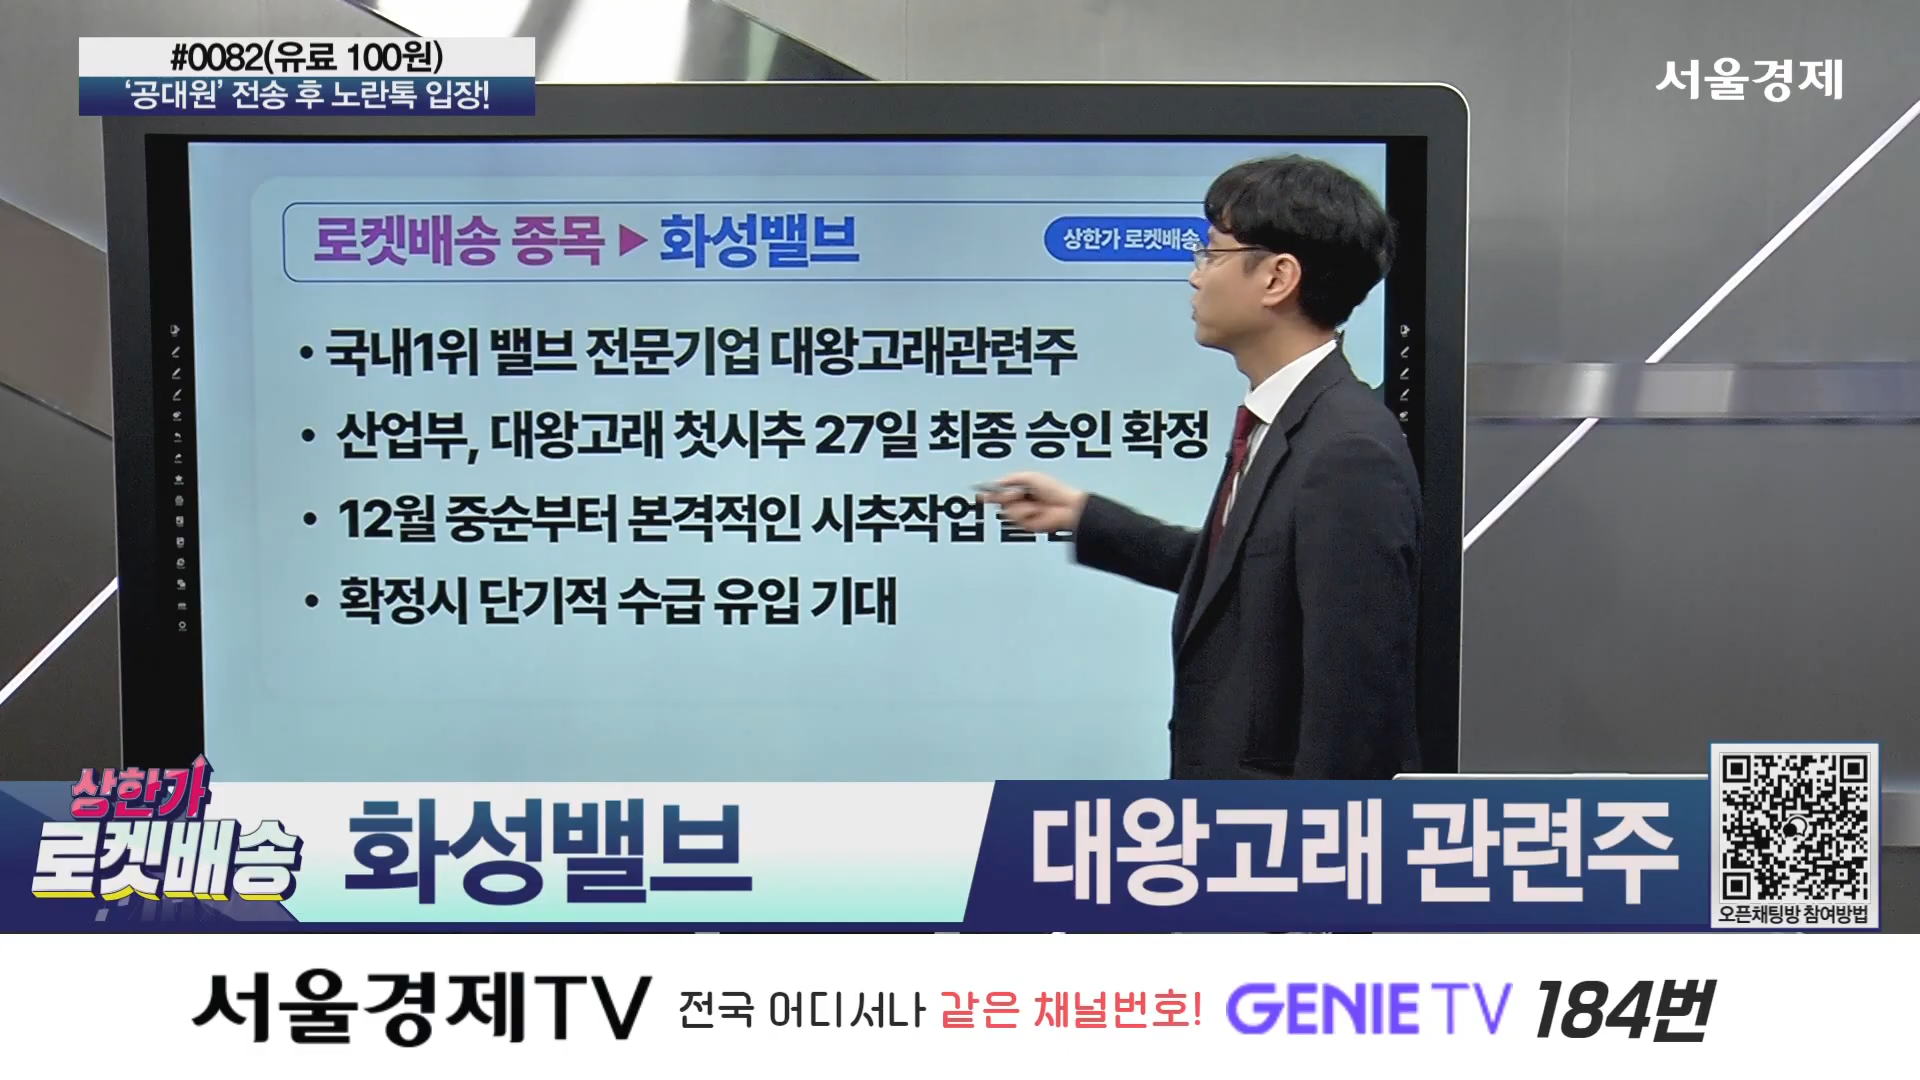 #0082(유료 100원)
‘공대원’ 전송 후 노란톡 입장!
서울경제
로켓배송 종목 ▶ 화성밸브
상한가 로켓배송
• 국내1위 밸브 전문기업 대왕고래관련주
• 산업부, 대왕고래 첫시추 27일 최종 승인 확정
• 12월 중순부터 본격적인 시추작업
• 확정시 단기적 수급 유입 기대
상한가
로켓배송
화성밸브
대왕고래 관련주
오픈채팅방 참여방법
서울경제TV 전국 어디서나 같은 채널번호! GENIE TV 184번